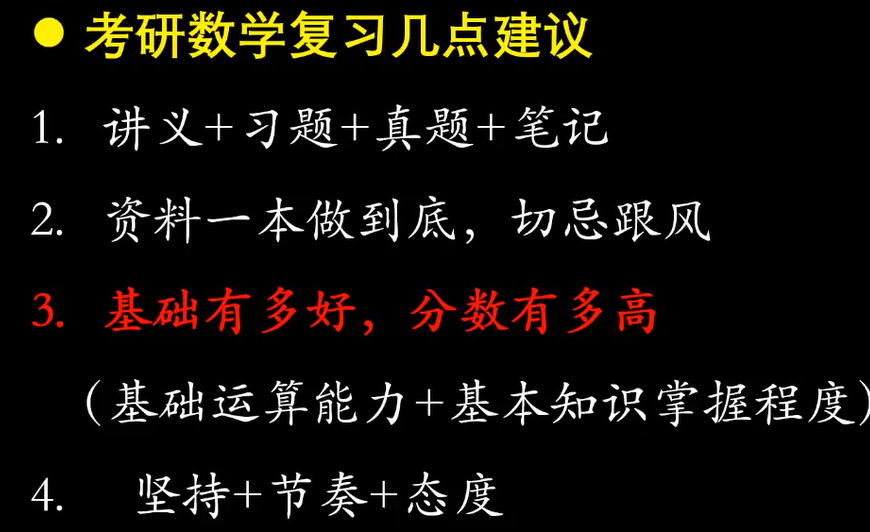 ● 考研数学复习几点建议
1. 讲义+习题+真题+笔记
2. 资料一本做到底，切忌跟风
3. 基础有多好，分数有多高
（基础运算能力+基本知识掌握程度）
4. 坚持+节奏+态度